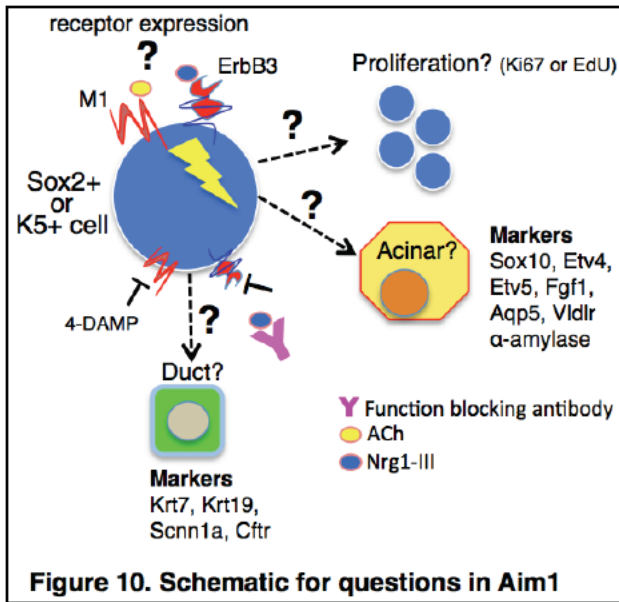 receptor expression
?
ErbB3
M1
Proliferation? (Ki67 or EdU)
?
Sox2+
or
K5+ cell
?
Acinar?
Markers
Sox10, Etv4,
Etv5, Fgf1,
Aqp5, Vldlr
α-amylase
4-DAMP
?
Duct?
Function blocking antibody
ACh
Nrg1-III
Markers
Krt7, Krt19,
Scnn1a, Cftr
Figure 10. Schematic for questions in Aim1